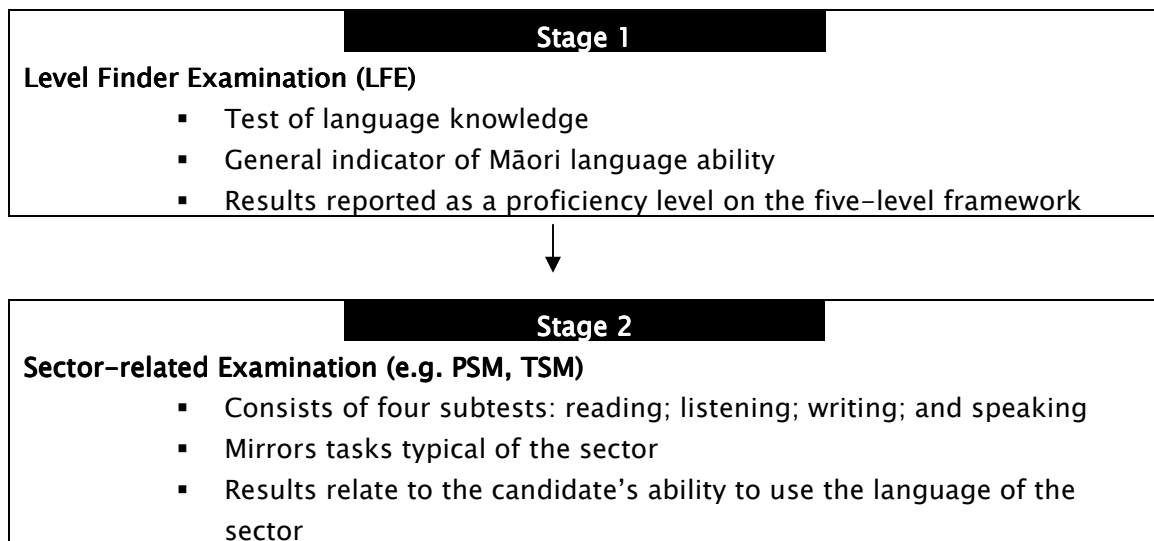 Stage 1
Level Finder Examination (LFE)
▪ Test of language knowledge
▪ General indicator of Māori language ability
▪ Results reported as a proficiency level on the five-level framework
Stage 2
Sector-related Examination (e.g. PSM, TSM)
▪ Consists of four subtests: reading; listening; writing; and speaking
▪ Mirrors tasks typical of the sector
▪ Results relate to the candidate's ability to use the language of the
sector